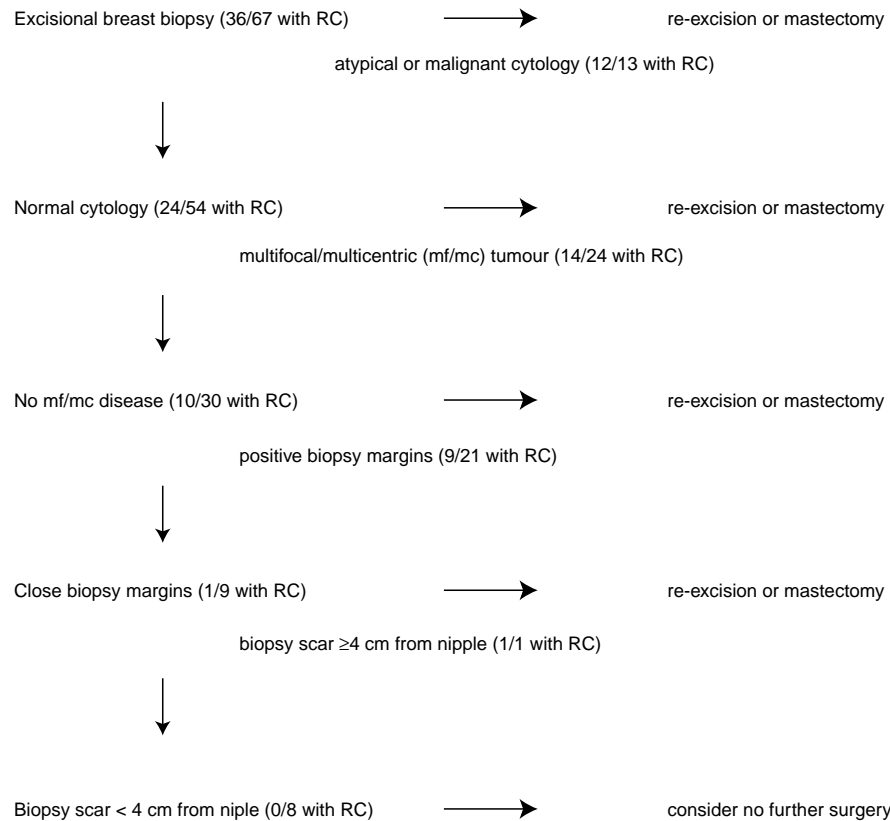 Excisional breast biopsy (36/67 with RC) re-excision or mastectomy
atypical or malignant cytology (12/13 with RC)
Normal cytology (24/54 with RC) re-excision or mastectomy
multifocal/multicentric (mf/mc) tumour (14/24 with RC)
No mf/mc disease (10/30 with RC) re-excision or mastectomy
positive biopsy margins (9/21 with RC)
Close biopsy margins (1/9 with RC) re-excision or mastectomy
biopsy scar ≥4 cm from nipple (1/1 with RC)
Biopsy scar < 4 cm from niple (0/8 with RC) consider no further surgery